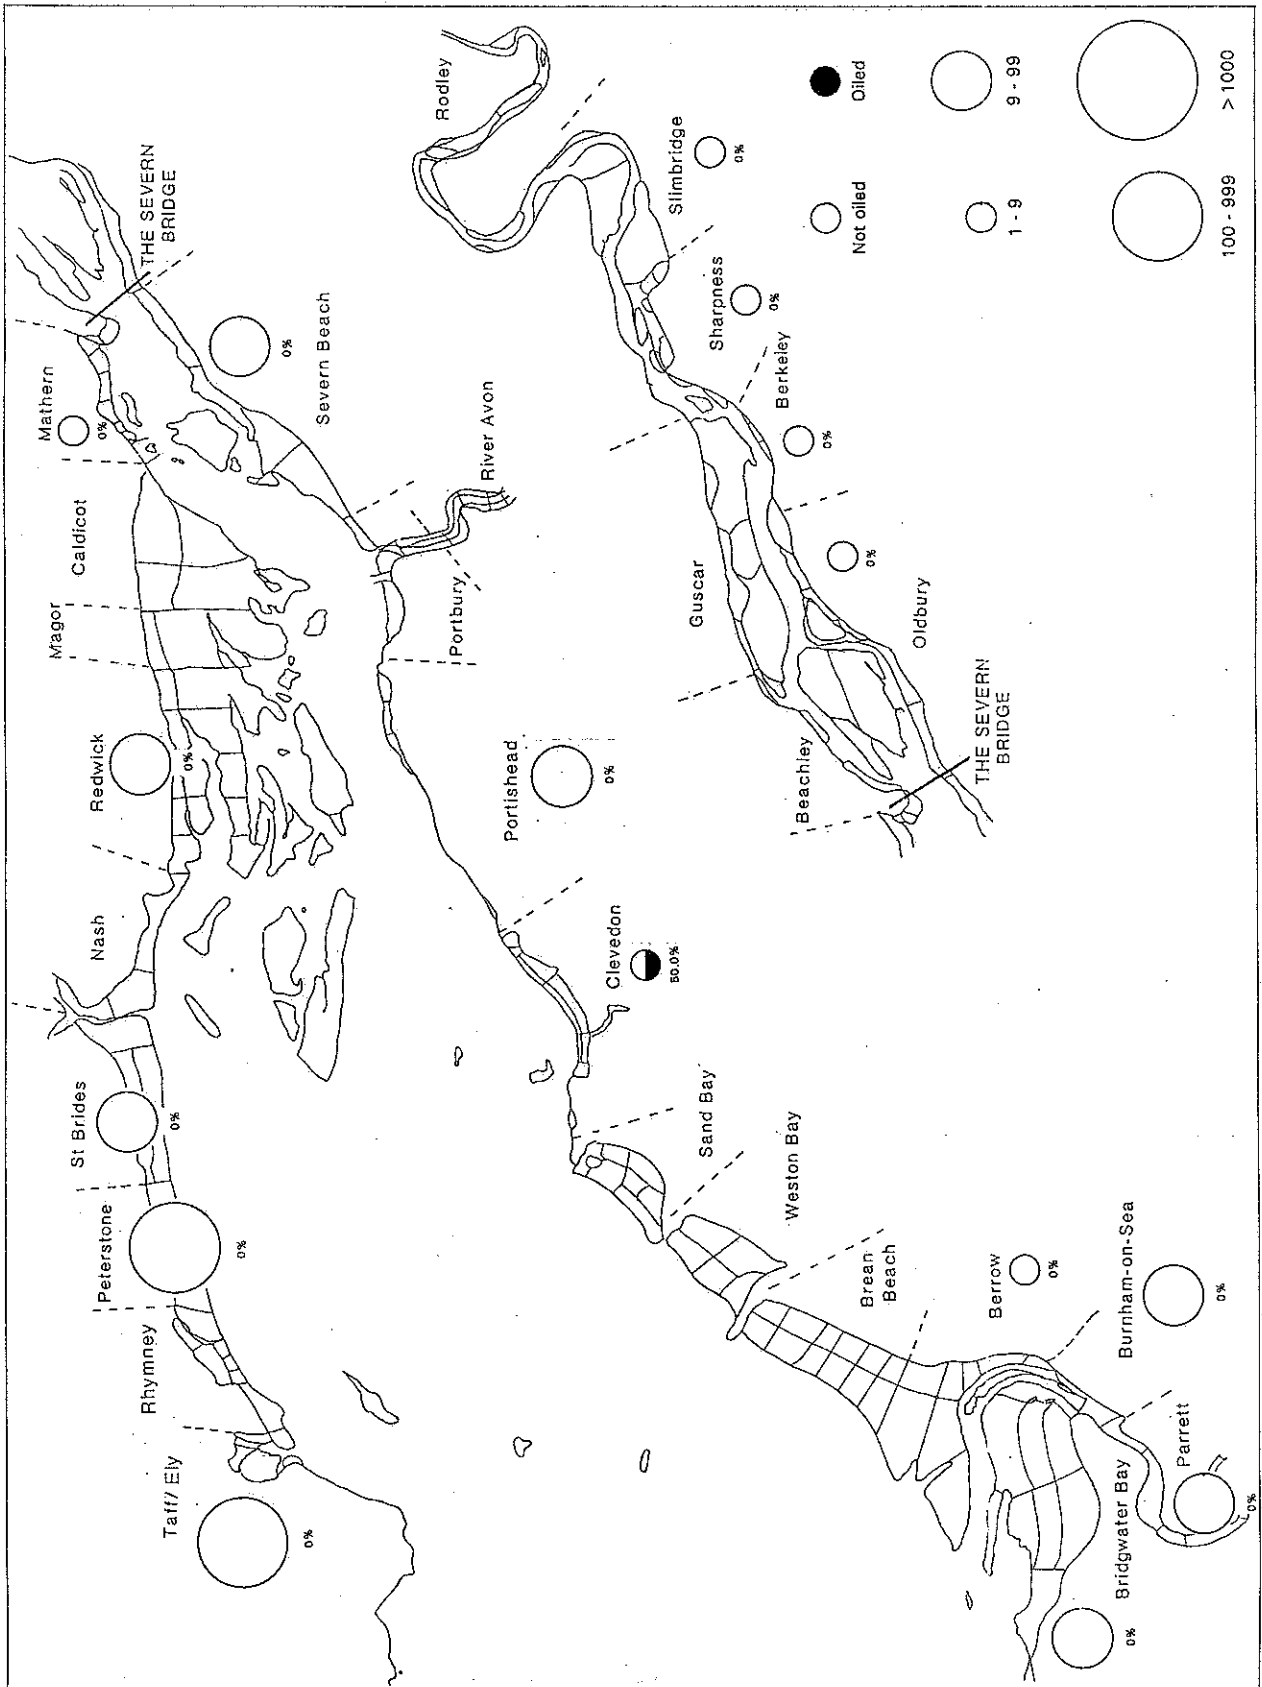 Taff/ Ely
0%
Rhymney
Peterstone
0%
St Brides
0%
Nash
Redwick
0%
Magor
Caldicot
Mathern
0%
THE SEVERN
BRIDGE
Severn Beach
0%
River Avon
Portbury
Portishead
0%
Clevedon
50.0%
Sand Bay
Weston Bay
Brean
Beach
Berrow
0%
Burnham-on-Sea
0%
Parrett
0%
Bridgwater Bay
0%
Rodley
Slimbridge
0%
Sharpness
0%
Berkeley
0%
Guscar
0%
Oldbury
Beachley
THE SEVERN
BRIDGE
Not oiled
Oiled
1 - 9
9 - 99
100 - 999
> 1000